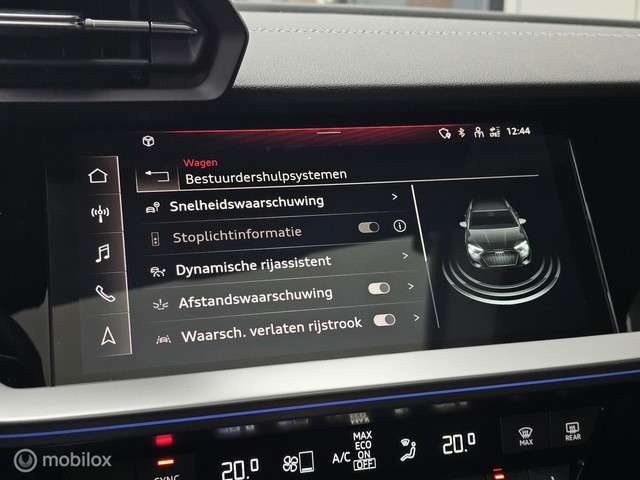 12:44
Wagen
Bestuurdershulpsystemen
Snelheidswaarschuwing
Stoplichtinformatie
Dynamische rijassistent
Afstandswaarschuwing
Waarsch. verlaten rijstrook
SYNC
20.0
A/C
MAX
ECO
ON
OFF
20.0
MAX
REAR
mobilox